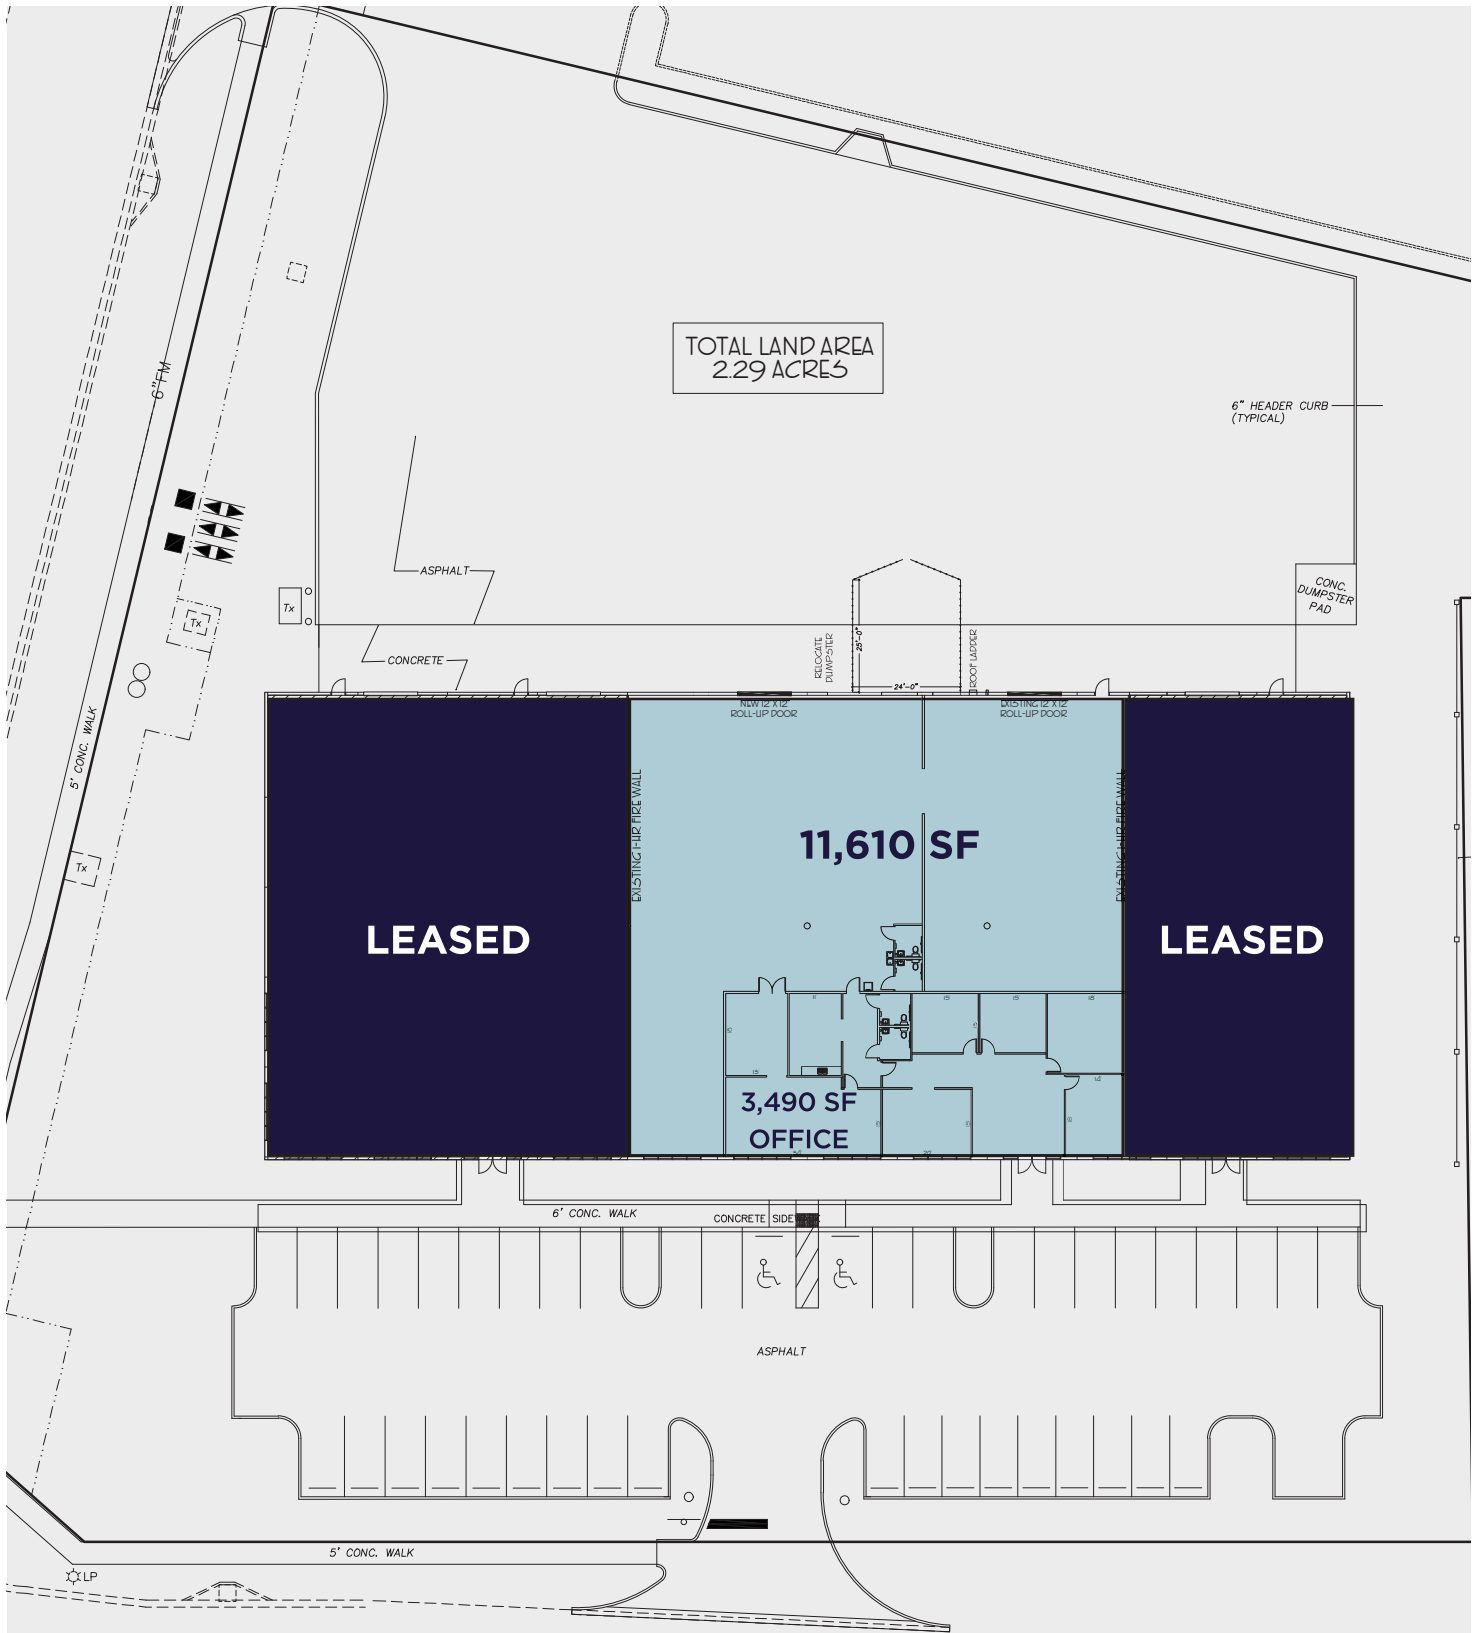 6" FM
TOTAL LAND AREA
2.29 ACRES
6" HEADER CURB
(TYPICAL)
ASPHALT
CONC.
DUMPSTER
PAD
Tx
Tx
CONCRETE
RELOCATE
DUMPSTER
25'-0"
24'-0"
ROOF LADDER
NEW 12'X12'
ROLL-UP DOOR
EXISTING 12'X12'
ROLL-UP DOOR
5' CONC. WALK
EXISTING 1-HR FIRE WALL
EXISTING 1-HR FIRE WALL
11,610 SF
Tx
LEASED
LEASED
3,490 SF
OFFICE
6' CONC. WALK
CONCRETE SIDE
ASPHALT
5' CONC. WALK
LP